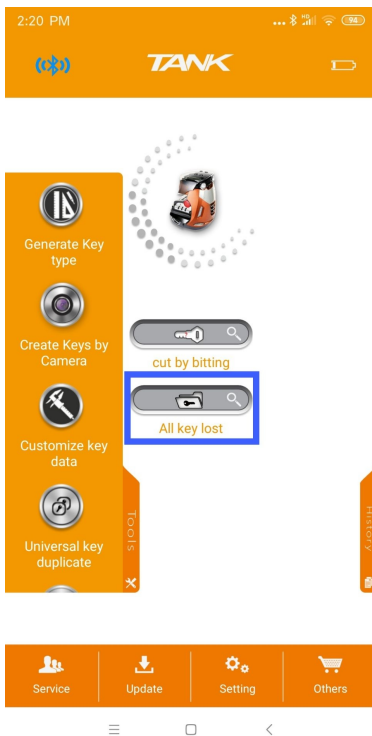 2:20 PM
HD
94
TANK
Generate Key
type
Create Keys by
Camera
cut by bitting
Customize key
data
All key lost
Universal key
duplicate
Tools
History
Service
Update
Setting
Others